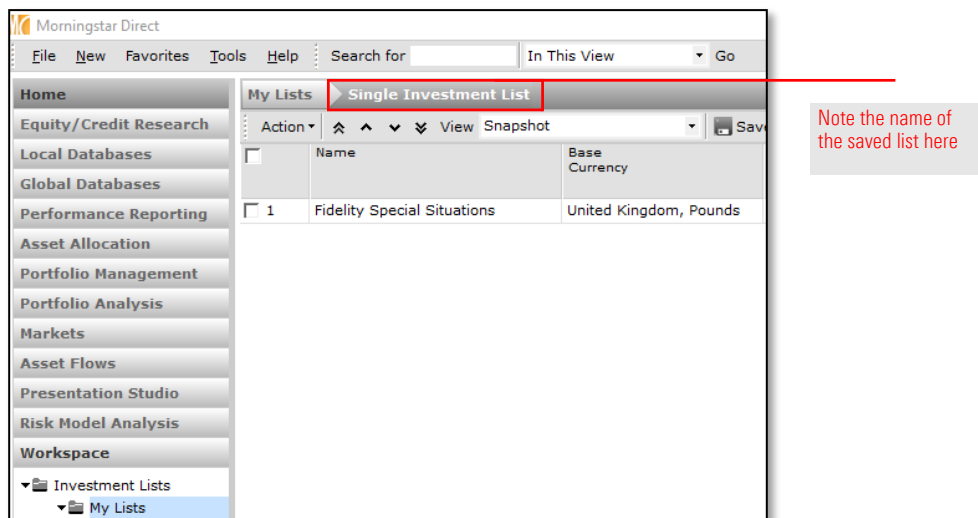 Morningstar Direct
File New Favorites Tools Help Search for In This View Go
Home
Equity/Credit Research
Local Databases
Global Databases
Performance Reporting
Asset Allocation
Portfolio Management
Portfolio Analysis
Markets
Asset Flows
Presentation Studio
Risk Model Analysis
Workspace
Investment Lists
My Lists
My Lists Single Investment List
Action View Snapshot Save
Name Base
Currency
1 Fidelity Special Situations United Kingdom, Pounds
Note the name of
the saved list here